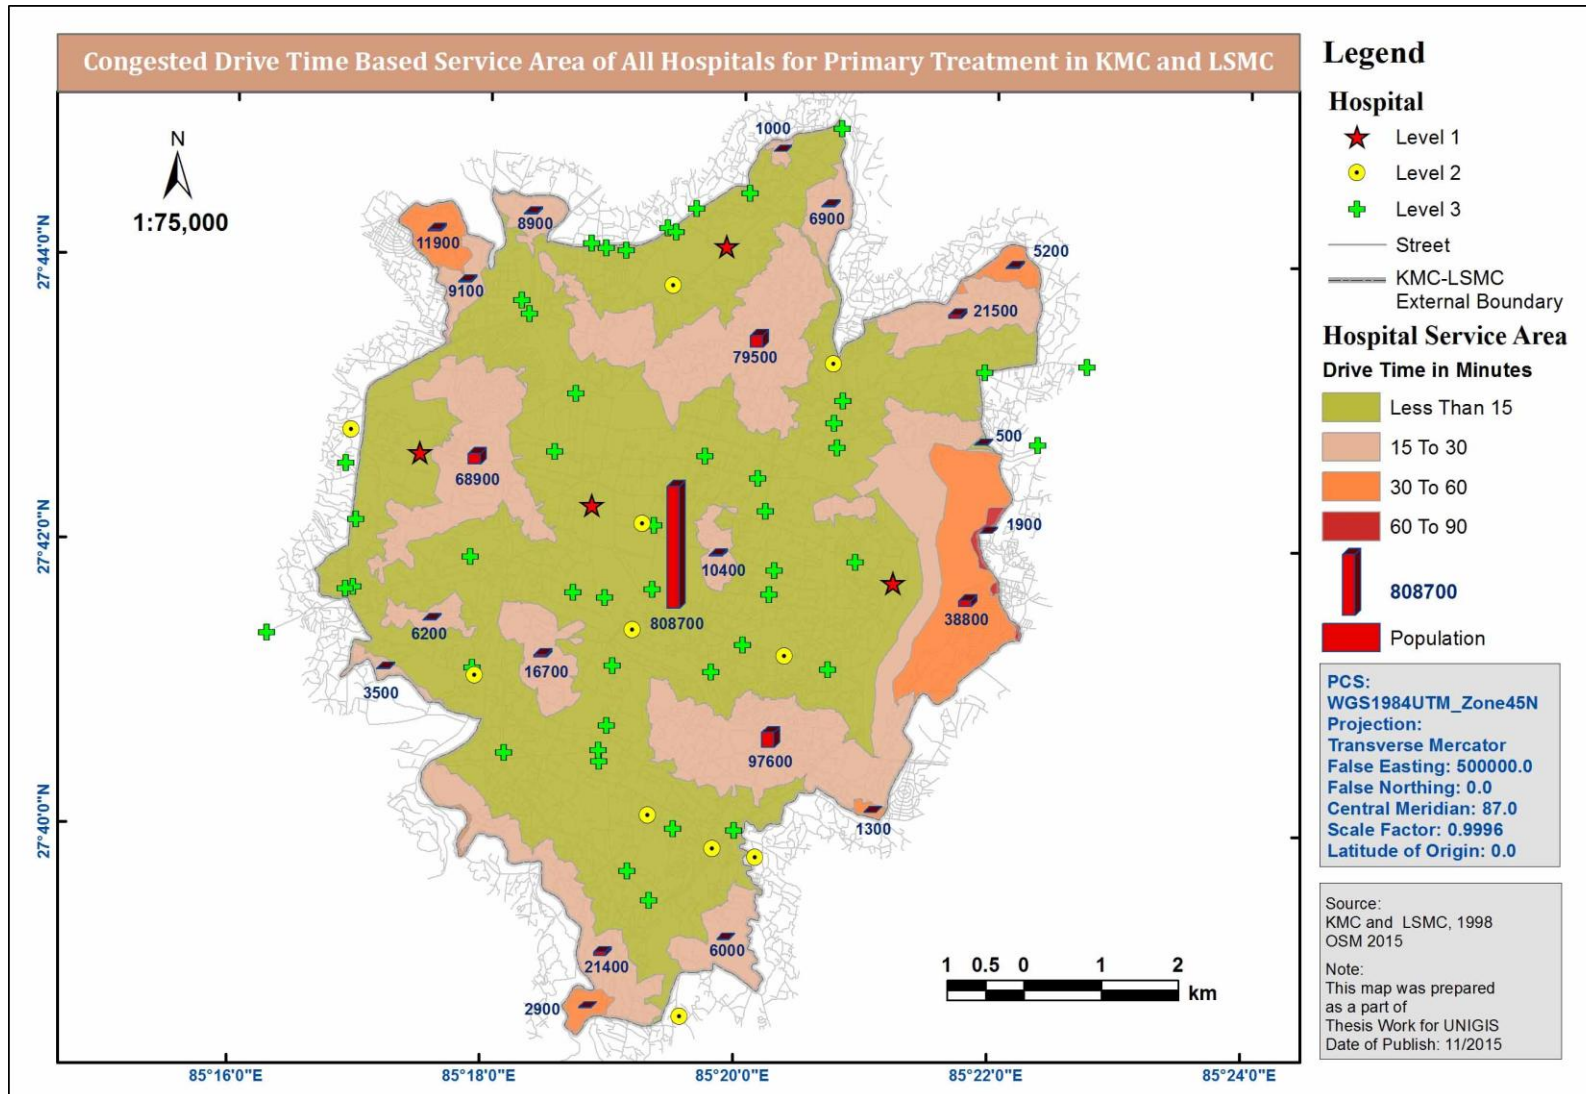 Congested Drive Time Based Service Area of All Hospitals for Primary Treatment in KMC and LSMC
N
1:75,000
27°44'0"N
27°42'0"N
27°40'0"N
85°16'0"E
85°18'0"E
85°20'0"E
85°22'0"E
85°24'0"E
1000
8900
6900
11900
9100
5200
21500
79500
500
68900
1900
10400
38800
808700
6200
16700
3500
97600
1300
6000
21400
2900
1 0.5 0 1 2
km
Legend
Hospital
Level 1
Level 2
Level 3
Street
KMC-LSMC
External Boundary
Hospital Service Area
Drive Time in Minutes
Less Than 15
15 To 30
30 To 60
60 To 90
808700
Population
PCS:
WGS1984UTM_Zone45N
Projection:
Transverse Mercator
False Easting: 500000.0
False Northing: 0.0
Central Meridian: 87.0
Scale Factor: 0.9996
Latitude of Origin: 0.0
Source:
KMC and LSMC, 1998
OSM 2015
Note:
This map was prepared
as a part of
Thesis Work for UNIGIS
Date of Publish: 11/2015